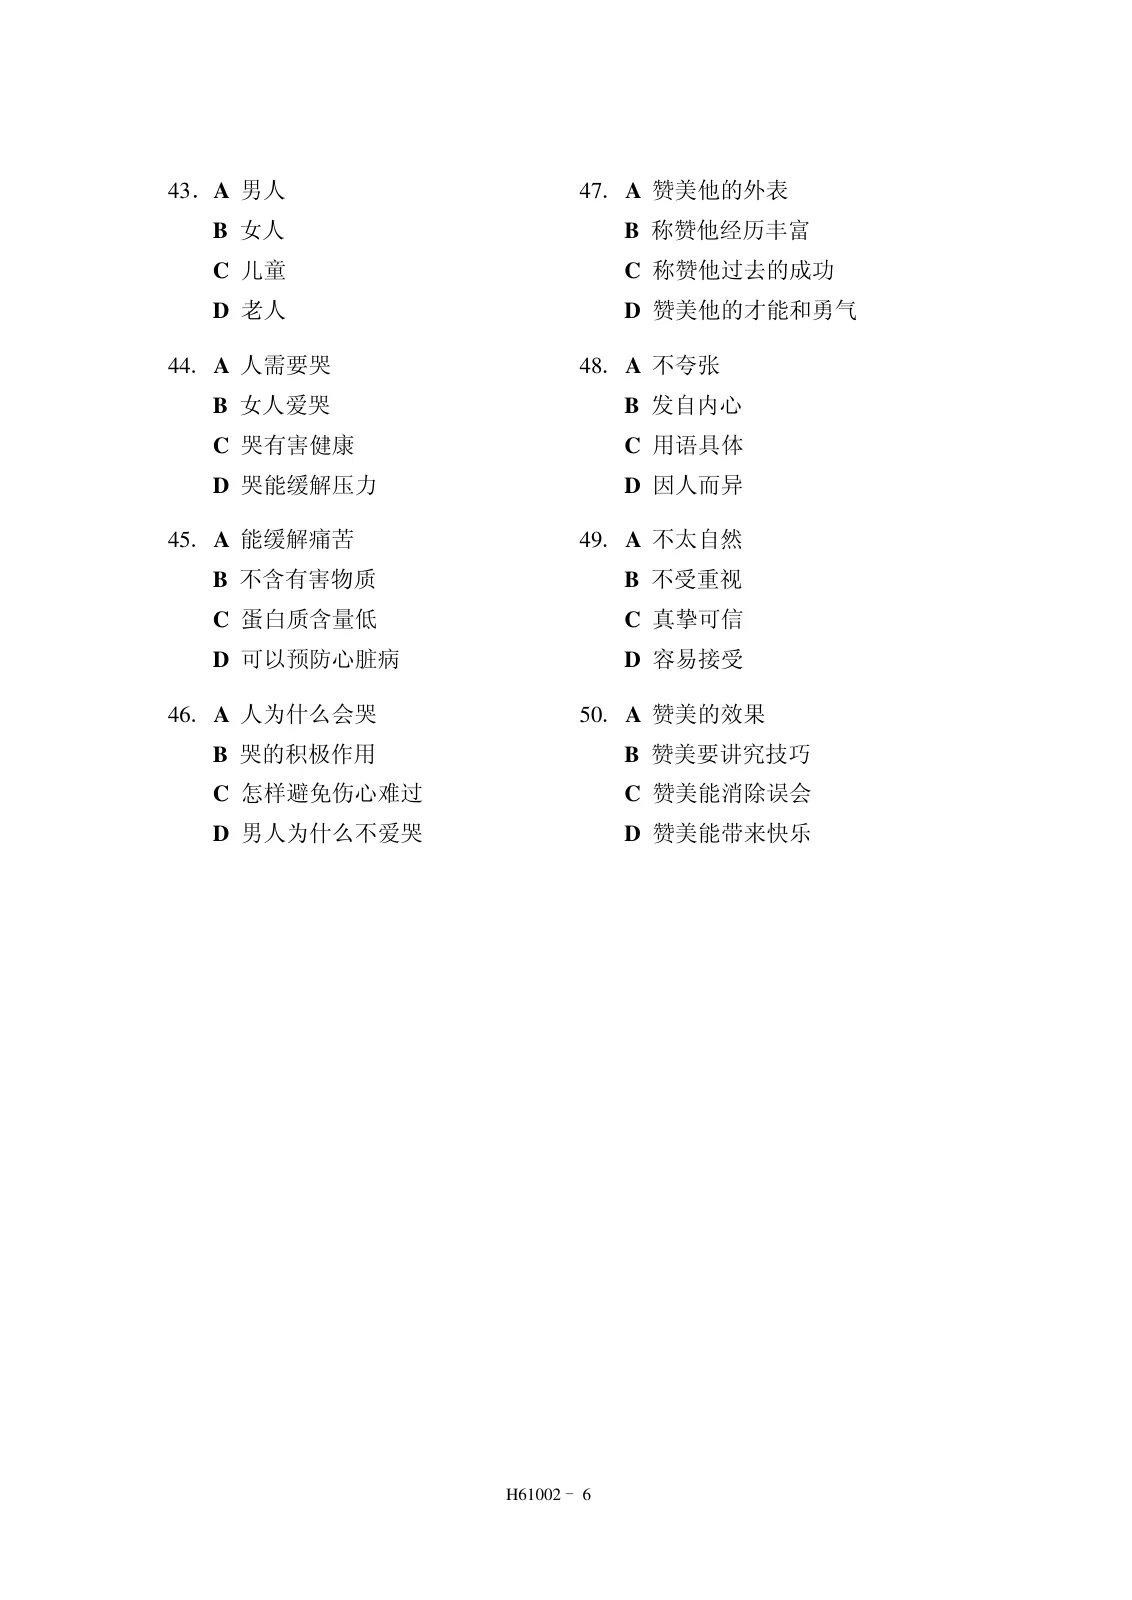 43. A 男人
B 女人
C 儿童
D 老人
44. A 人需要哭
B 女人爱哭
C 哭有害健康
D 哭能缓解压力
45. A 能缓解痛苦
B 不含有害物质
C 蛋白质含量低
D 可以预防心脏病
46. A 人为什么会哭
B 哭的积极作用
C 怎样避免伤心难过
D 男人为什么不爱哭
47. A 赞美他的外表
B 称赞他经历丰富
C 称赞他过去的成功
D 赞美他的才能和勇气
48. A 不夸张
B 发自内心
C 用语具体
D 因人而异
49. A 不太自然
B 不受重视
C 真挚可信
D 容易接受
50. A 赞美的效果
B 赞美要讲究技巧
C 赞美能消除误会
D 赞美能带来快乐
H61002 – 6